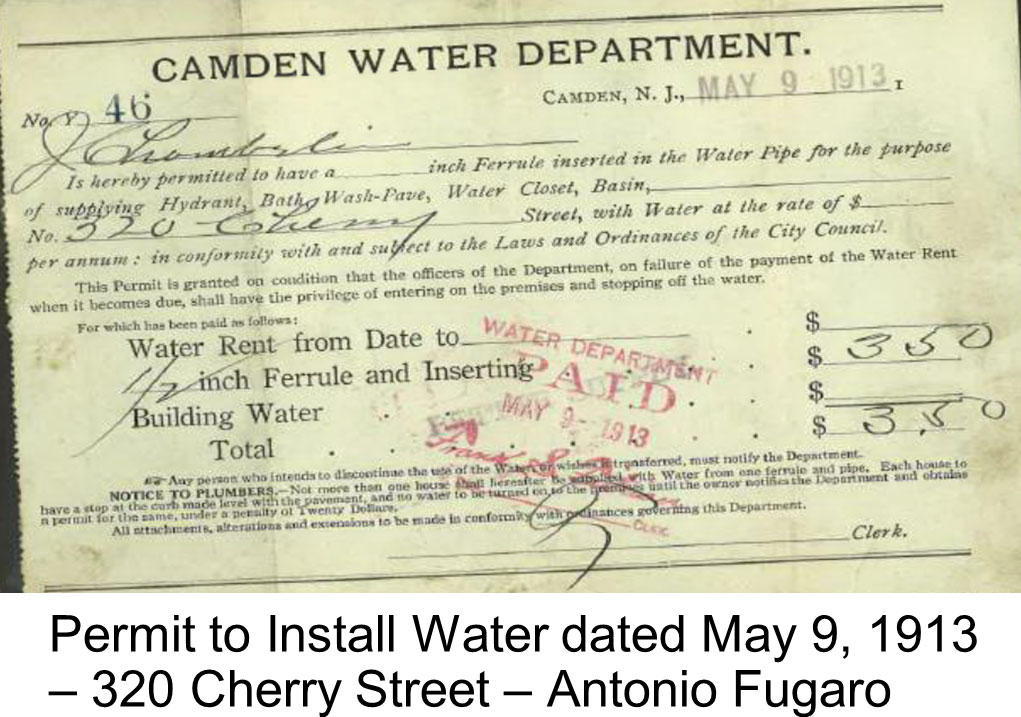 CAMDEN WATER DEPARTMENT.
CAMDEN, N. J., MAY 9 1913 1
No. 46
J Chamberlin
Is hereby permitted to have a inch Ferrule inserted in the Water Pipe for the purpose
of supplying Hydrant, Bath, Wash-Pave, Water Closet, Basin,
No. 320 Cherry Street, with Water at the rate of $
per annum: in conformity with and subject to the Laws and Ordinances of the City Council.
This Permit is granted on condition that the officers of the Department, on failure of the payment of the Water Rent
when it becomes due, shall have the privilege of entering on the premises and stopping off the water.
For which has been paid as follows:
Water Rent from Date to $
1/2 inch Ferrule and Inserting $ 3 50
Building Water $
Total $ 3.50
WATER DEPARTMENT
PAID
MAY 9- 1913
Frank
CLERK.
Any person who intends to discontinue the use of the Water, or wishes it transferred, must notify the Department.
NOTICE TO PLUMBERS.—Not more than one house shall hereafter be supplied with Water from one ferrule and pipe. Each house to
have a stop at the curb made level with the pavement, and no water to be turned on to the premises until the owner notifies the Department and obtains
a permit for the same, under a penalty of Twenty Dollars.
All attachments, alterations and extensions to be made in conformity with ordinances governing this Department.
Clerk.
Permit to Install Water dated May 9, 1913
– 320 Cherry Street – Antonio Fugaro